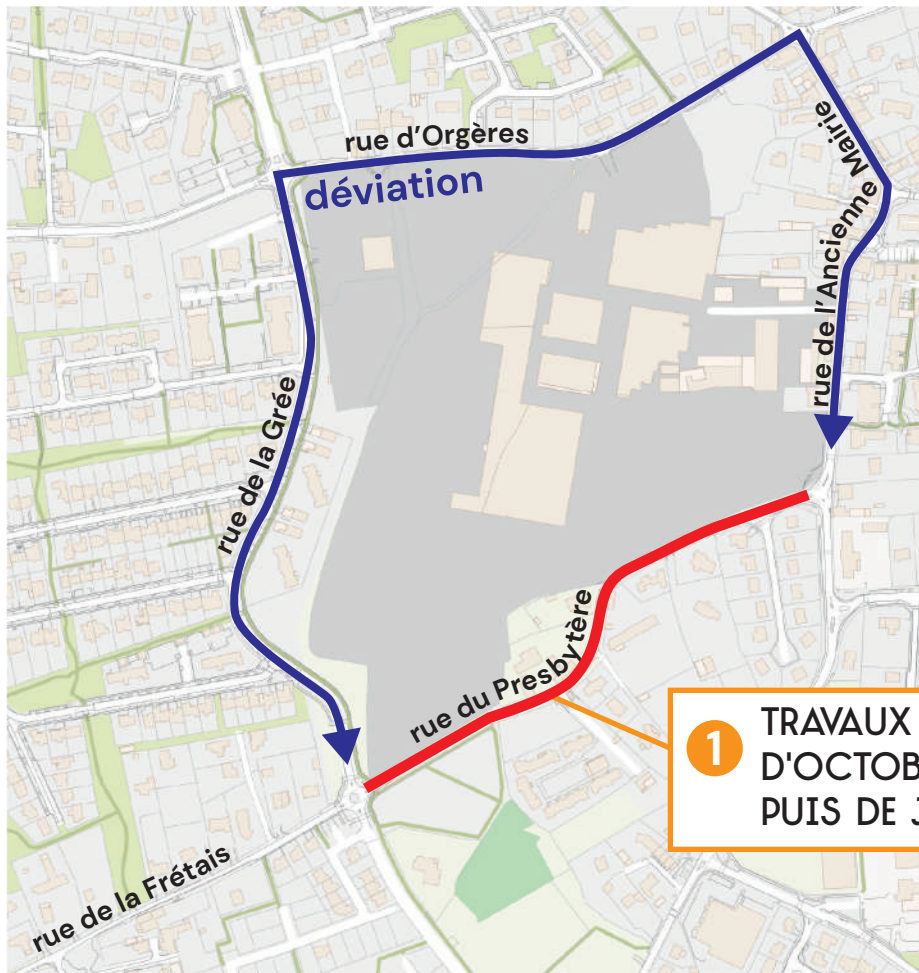 rue d'Orgères
déviation
rue de l'Ancienne Mairie
rue de la Grée
rue du Presbytère
1
TRAVAUX
D'OCTOB
PUIS DE J
rue de la Frétais